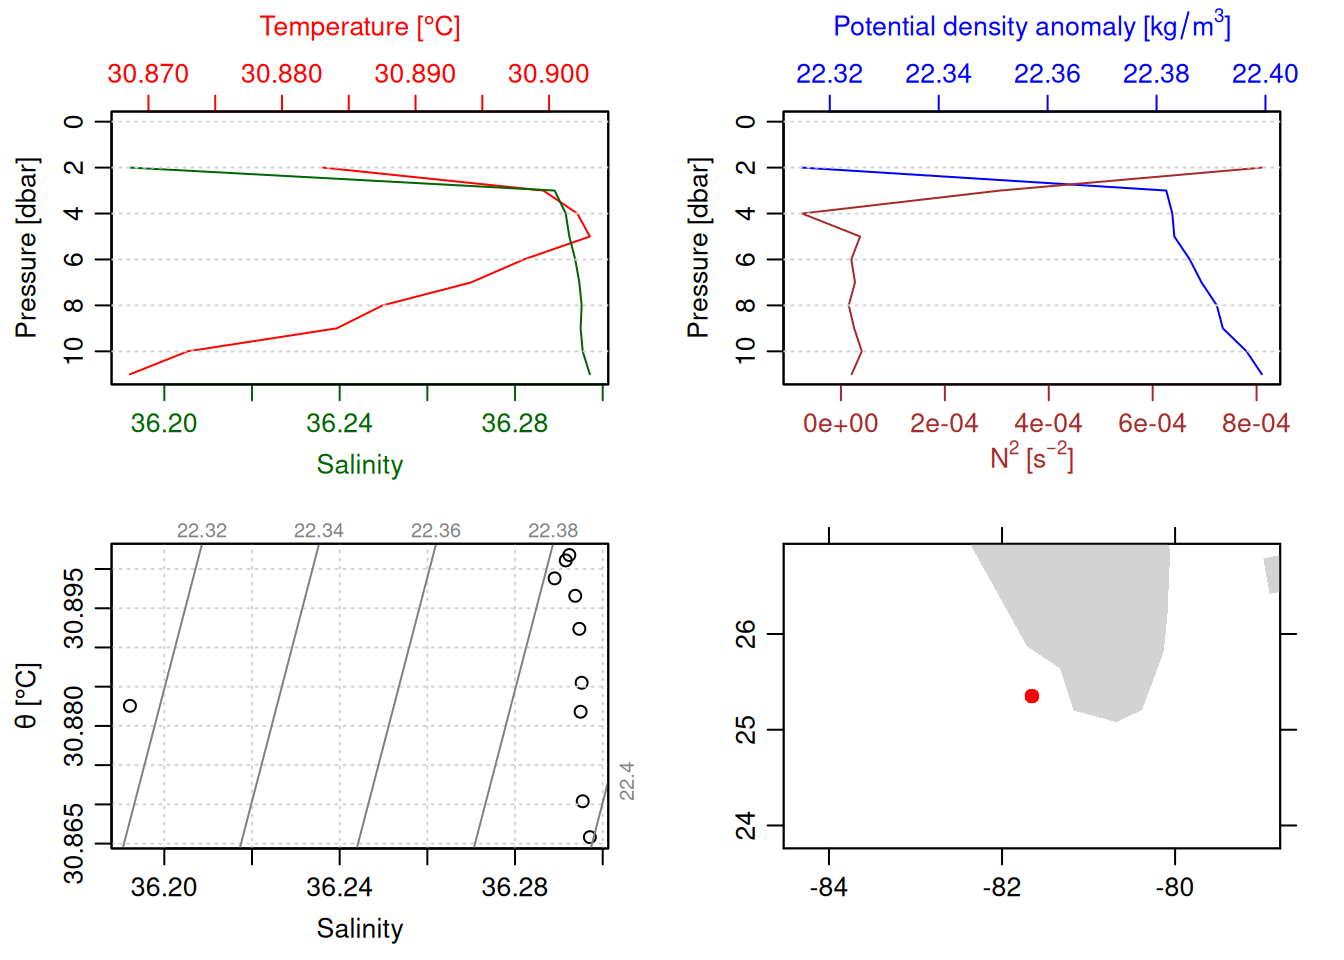 Temperature [°C]
30.870 30.880 30.890 30.900
Pressure [dbar]
0
2
4
6
8
10
36.20 36.24 36.28
Salinity
Potential density anomaly [kg/m³]
22.32 22.34 22.36 22.38 22.40
Pressure [dbar]
0
2
4
6
8
10
0e+00 2e-04 4e-04 6e-04 8e-04
N² [s⁻²]
22.32 22.34 22.36 22.38
22.4
θ [°C]
30.895
30.880
30.865
36.20 36.24 36.28
Salinity
26
25
24
-84 -82 -80